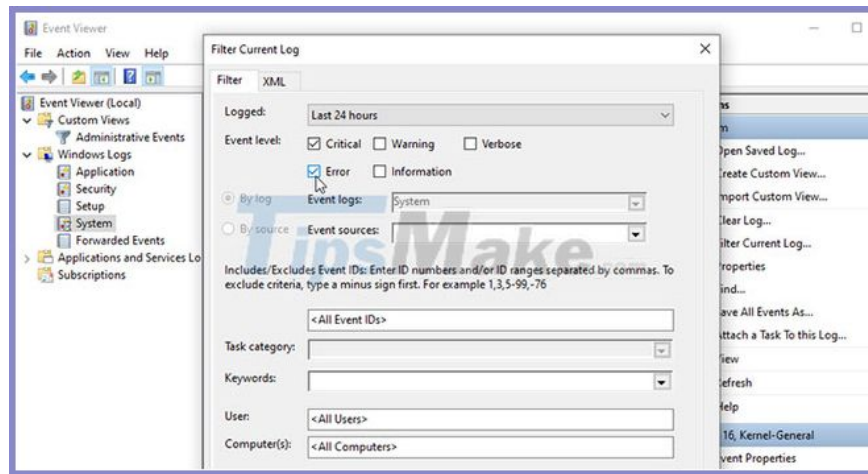 Event Viewer
File Action View Help
Event Viewer (Local)
Custom Views
Administrative Events
Windows Logs
Application
Security
Setup
System
Forwarded Events
Applications and Services Lo
Subscriptions
Filter Current Log
Filter XML
Logged: Last 24 hours
Event level: Critical Warning Verbose
Error Information
By log Event logs: System
By source Event sources:
TipsMake.com
Includes/Excludes Event IDs: Enter ID numbers and/or ID ranges separated by commas. To
exclude criteria, type a minus sign first. For example 1,3,5-99,-76
<All Event IDs>
Task category:
Keywords:
User: <All Users>
Computer(s): <All Computers>
ns
m
Open Saved Log...
Create Custom View...
mport Custom View...
Clear Log...
ilter Current Log...
roperties
ind...
ave All Events As...
ttach a Task To this Log...
iew
efresh
elp
16, Kernel-General
vent Properties